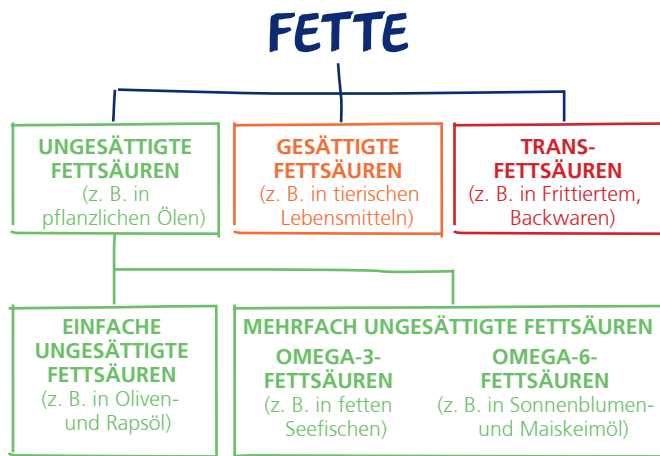 FETTE
UNGESÄTTIGTE
FETTSÄUREN
(z. B. in
pflanzlichen Ölen)
GESÄTTIGTE
FETTSÄUREN
(z. B. in tierischen
Lebensmitteln)
TRANS-
FETTSÄUREN
(z. B. in Frittiertem,
Backwaren)
EINFACHE
UNGESÄTTIGTE
FETTSÄUREN
(z. B. in Oliven-
und Rapsöl)
MEHRFACH UNGESÄTTIGTE FETTSÄUREN
OMEGA-3-
FETTSÄUREN
(z. B. in fetten
Seefischen)
OMEGA-6-
FETTSÄUREN
(z. B. in Sonnenblumen-
und Maiskeimöl)